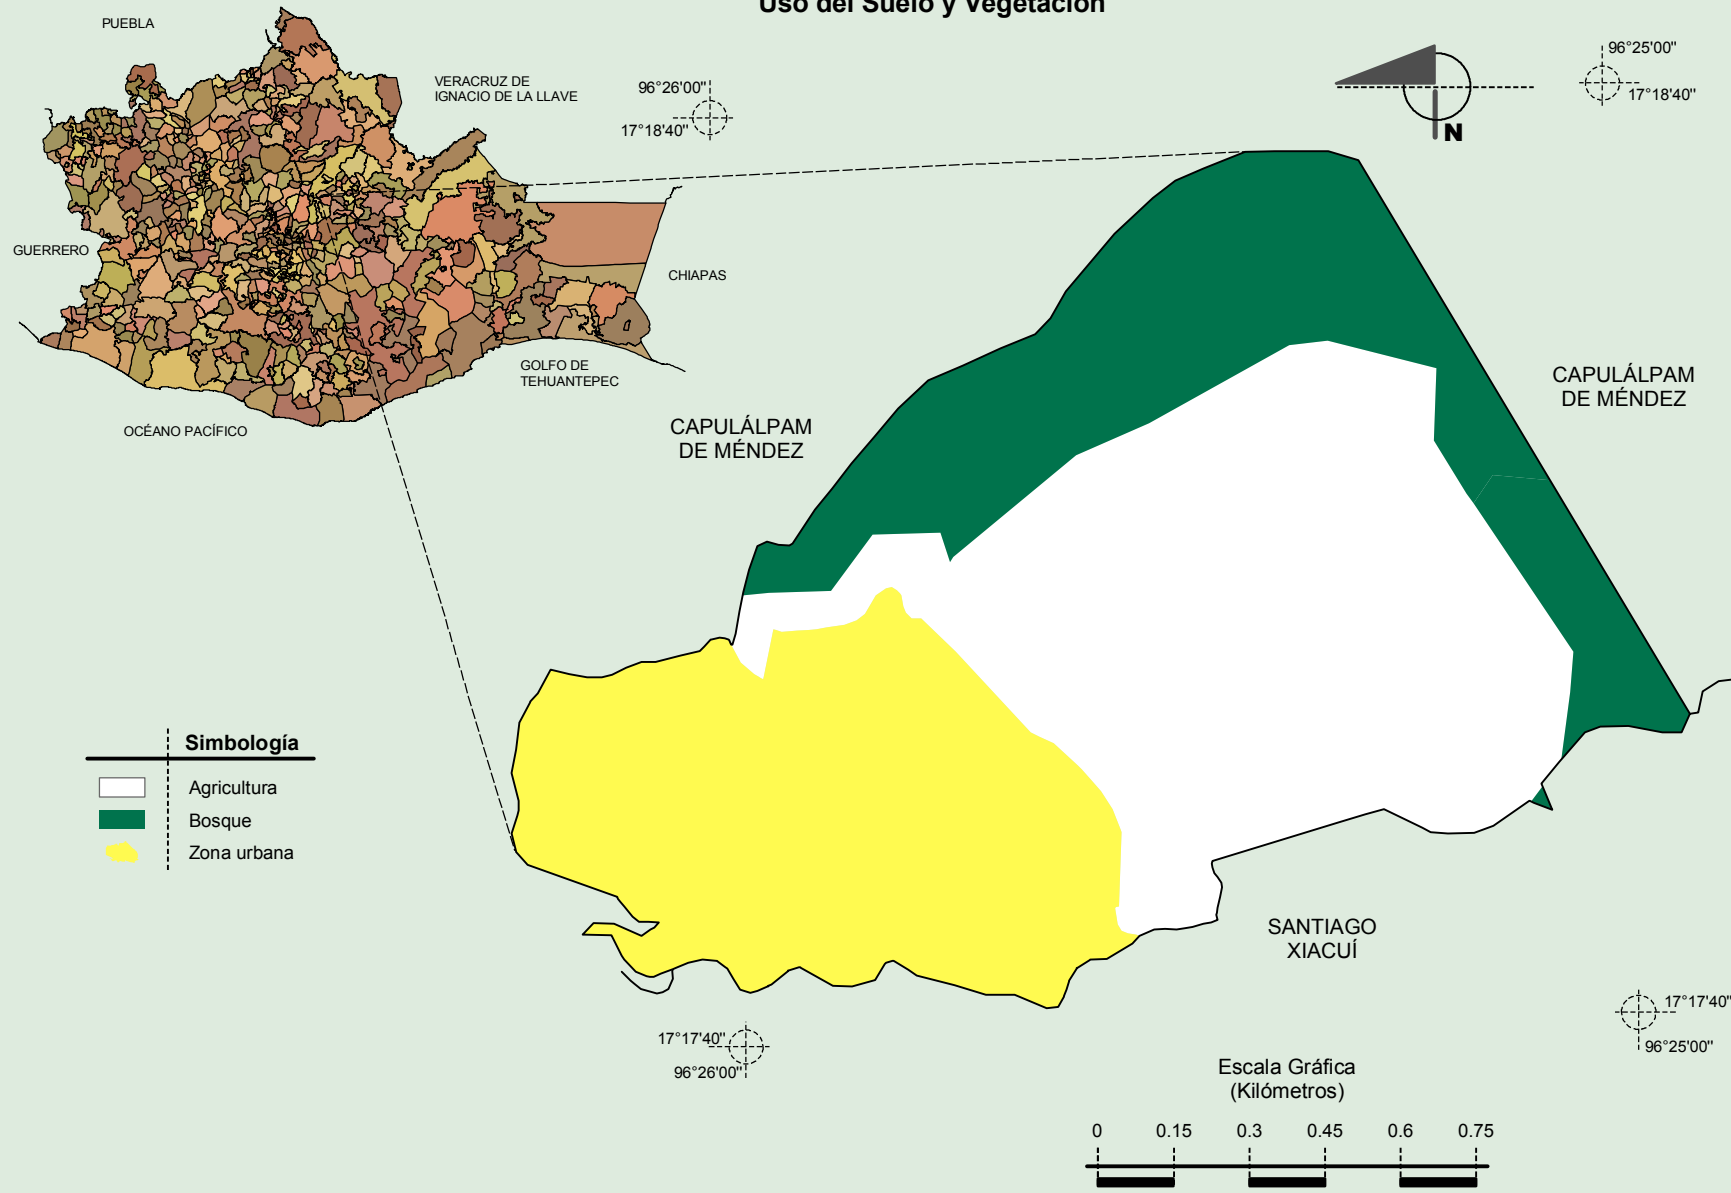 Uso del Suelo y Vegetación
PUEBLA
VERACRUZ DE
IGNACIO DE LA LLAVE
96°26'00"
17°18'40"
N
96°25'00"
17°18'40"
GUERRERO
CHIAPAS
GOLFO DE
TEHUANTEPEC
OCÉANO PACÍFICO
CAPULÁLPAM
DE MÉNDEZ
CAPULÁLPAM
DE MÉNDEZ
Simbología
Agricultura
Bosque
Zona urbana
SANTIAGO
XIACUÍ
17°17'40"
96°26'00"
17°17'40"
96°25'00"
Escala Gráfica
(Kilómetros)
0 0.15 0.3 0.45 0.6 0.75